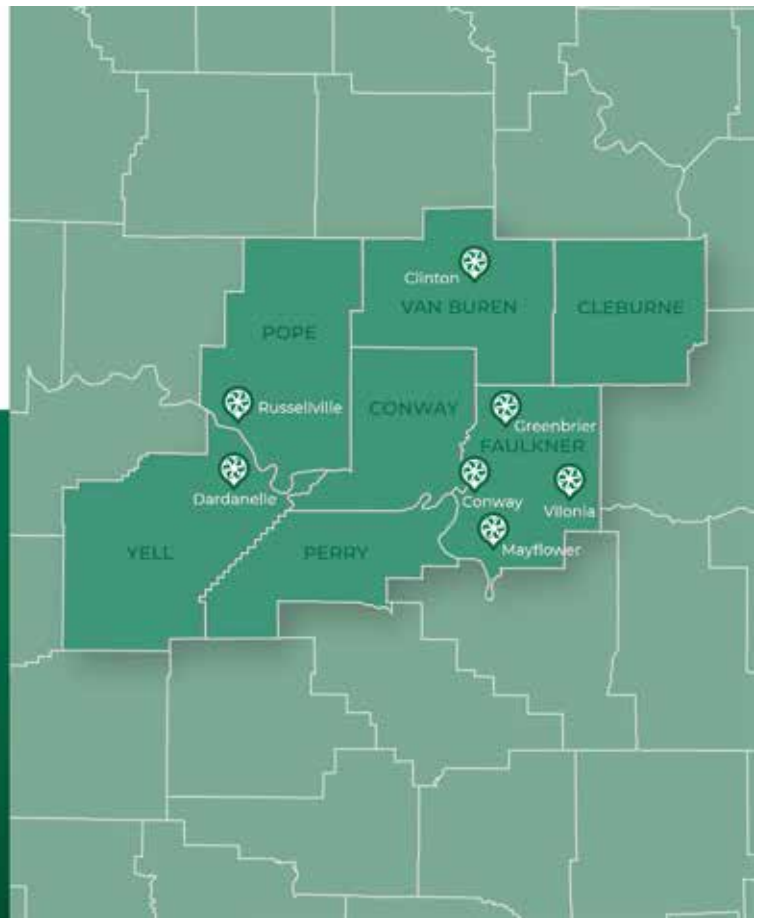 Clinton
VAN BUREN
CLEBURNE
POPE
Russellville
CONWAY
Greenbrier
FAULKNER
Dardanelle
Conway
Vilonia
Mayflower
YELL
PERRY